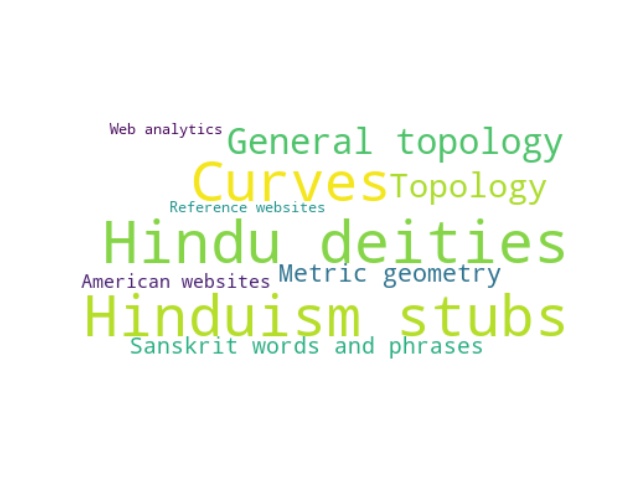 Web analytics
General topology
Curves
Topology
Reference websites
Hindu deities
Metric geometry
American websites
Hinduism stubs
Sanskrit words and phrases